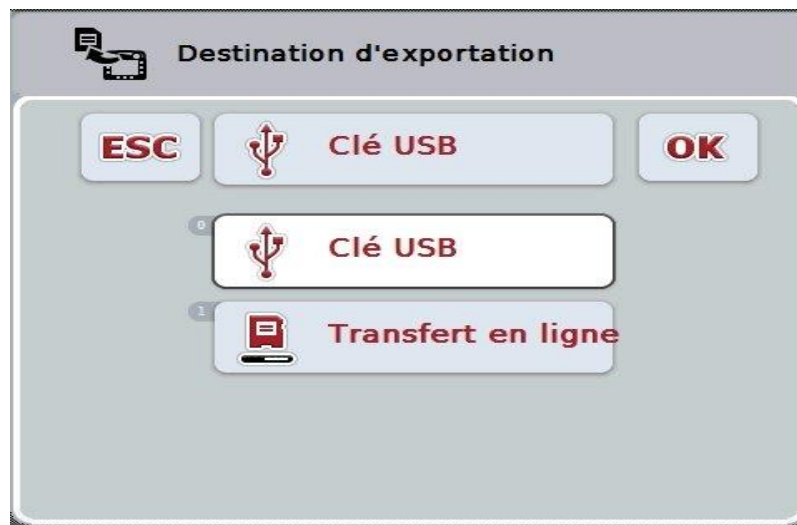 Destination d'exportation
ESC
Clé USB
OK
0
Clé USB
1
Transfert en ligne